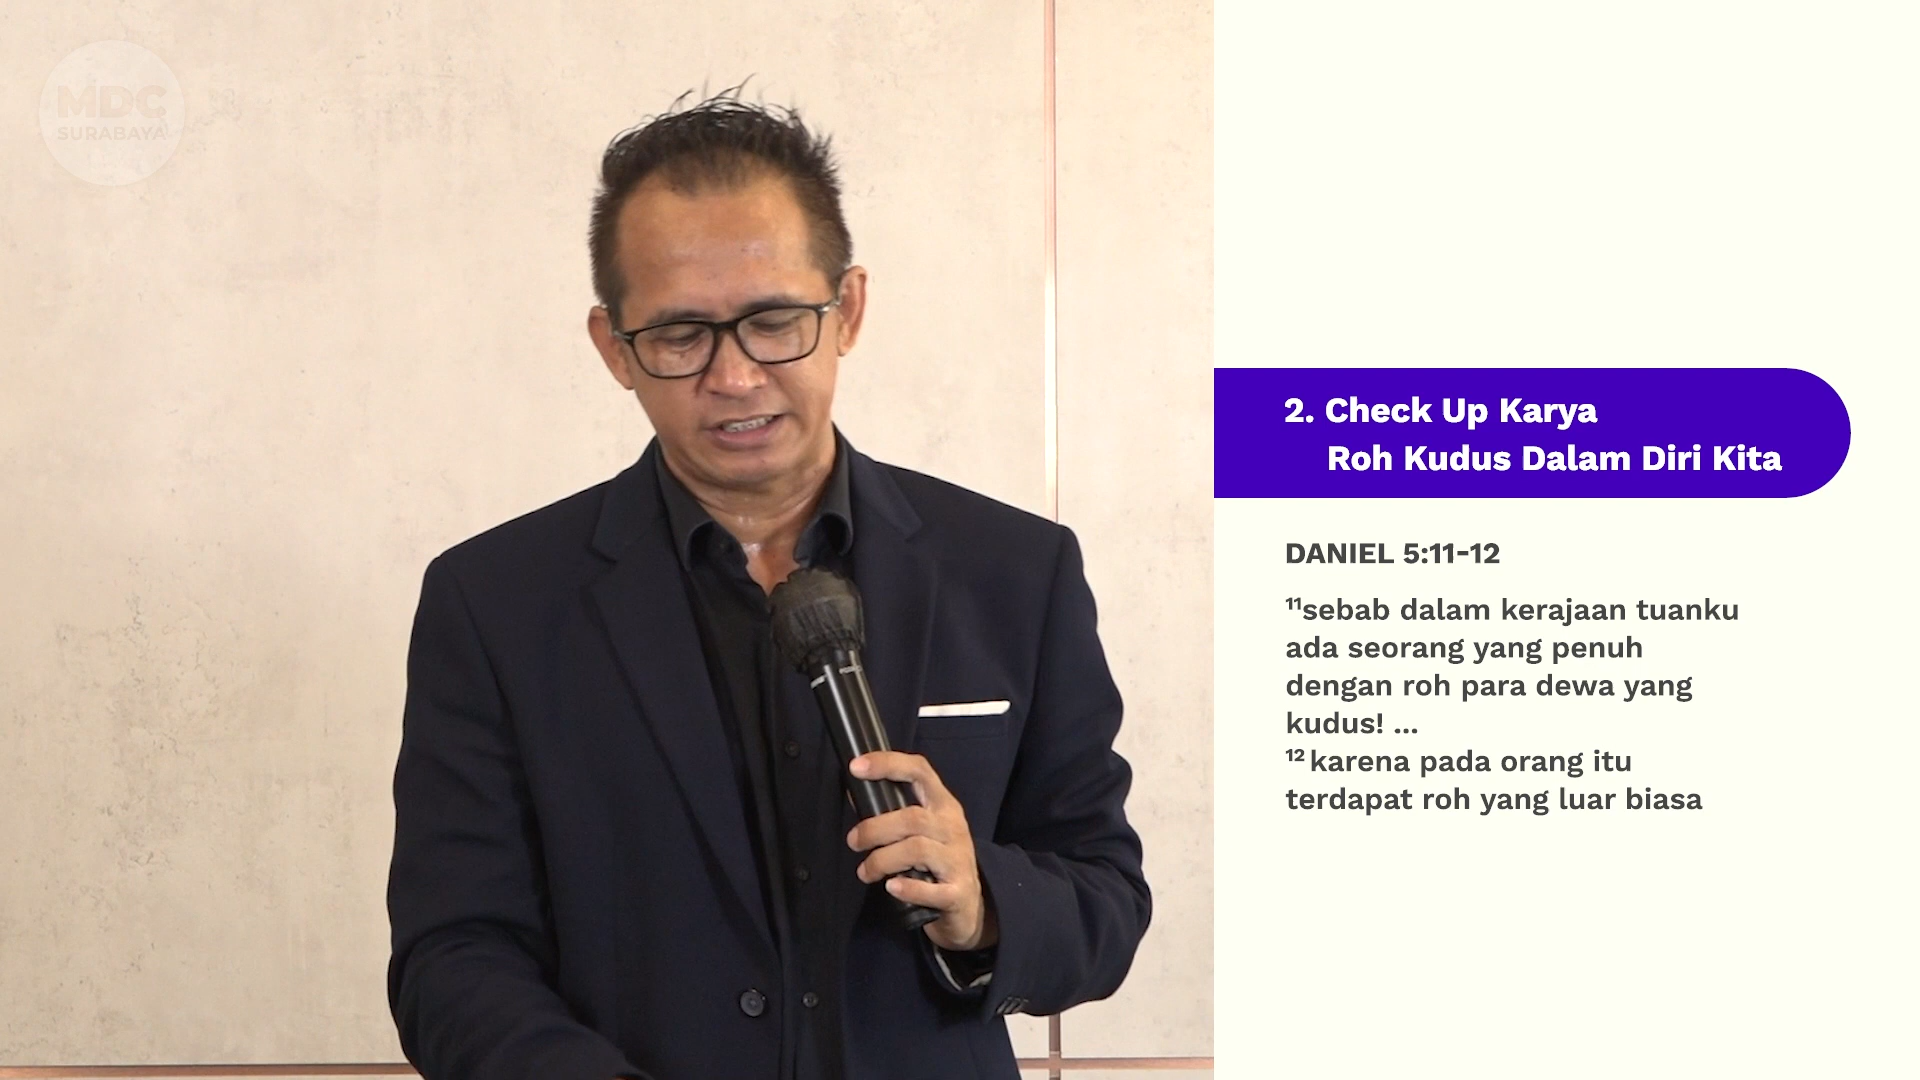 MDC
SURABAYA
2. Check Up Karya
Roh Kudus Dalam Diri Kita
DANIEL 5:11-12
¹¹sebab dalam kerajaan tuanku
ada seorang yang penuh
dengan roh para dewa yang
kudus! ...
¹² karena pada orang itu
terdapat roh yang luar biasa